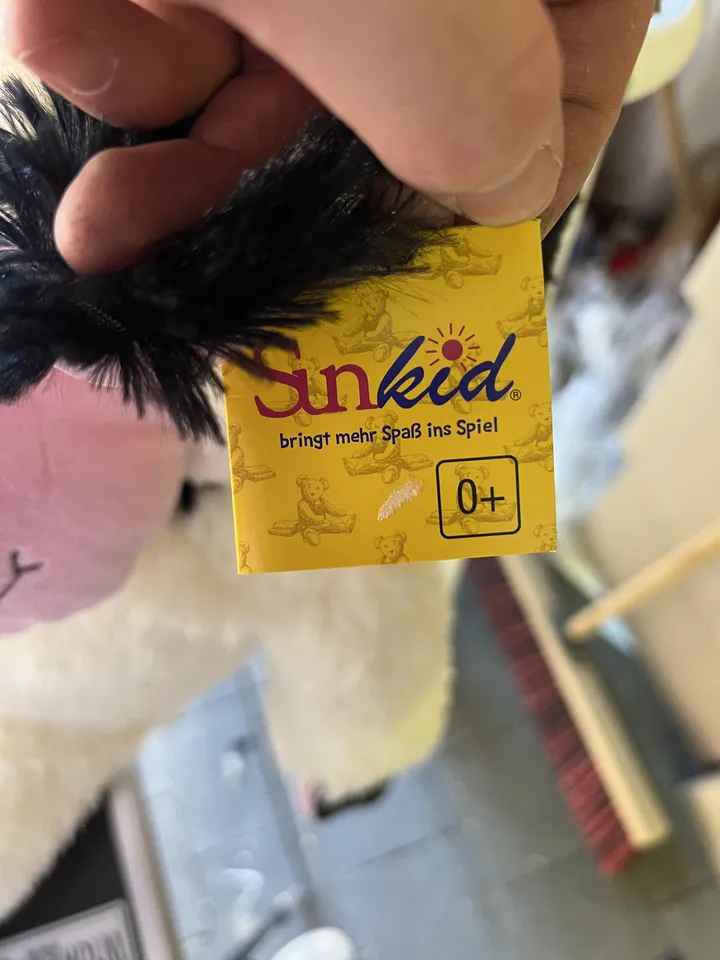 Sunkid®
bringt mehr Spaß ins Spiel
0+